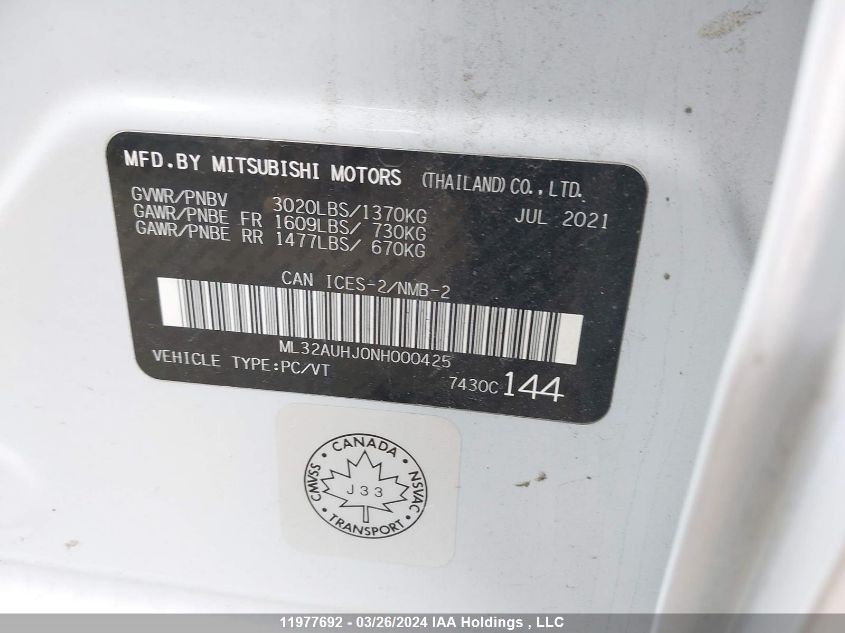 MFD.BY MITSUBISHI MOTORS (THAILAND) CO.,LTD.
GVWR/PNBV 3020LBS/1370KG JUL 2021
GAWR/PNBE FR 1609LBS/ 730KG
GAWR/PNBE RR 1477LBS/ 670KG
CAN ICES-2/NMB-2
ML32AUHJ0NH000425
VEHICLE TYPE:PC/VT 7430C 144
CANADA
CMVSS J33 NSVAC
TRANSPORT
11977692 - 03/26/2024 IAA Holdings , LLC